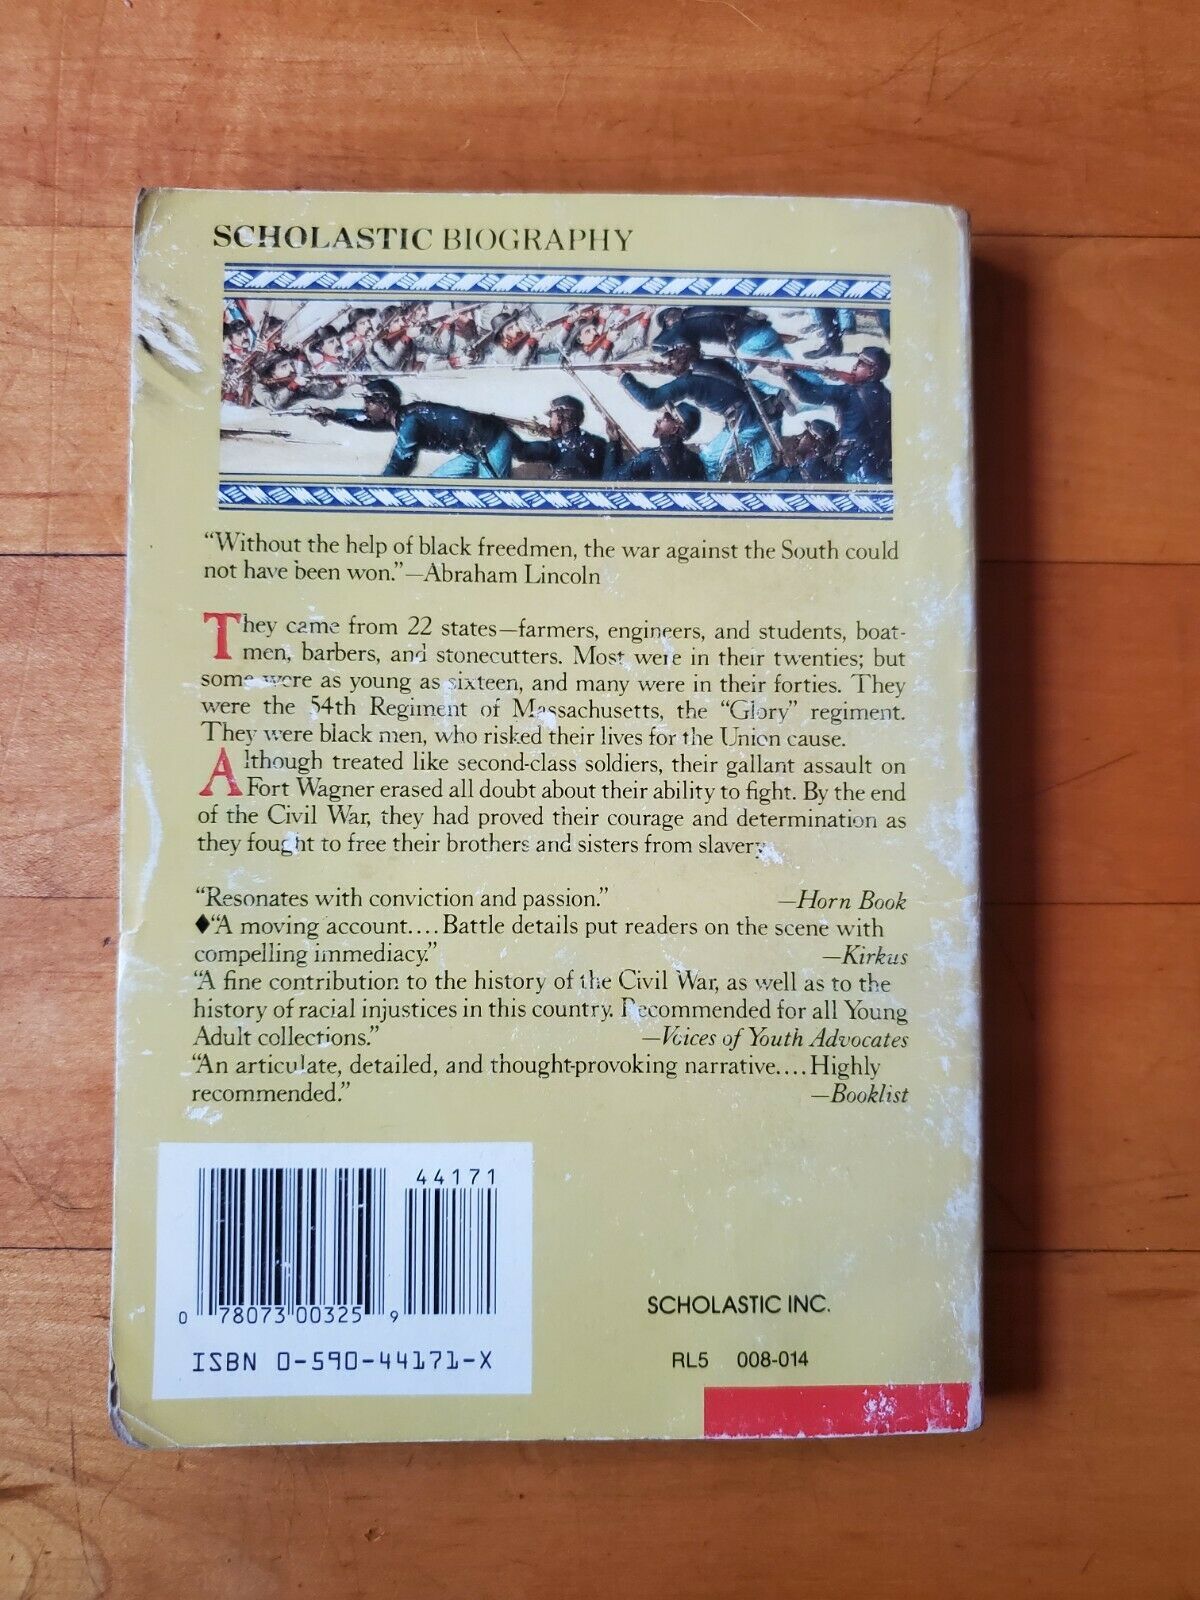 SCHOLASTIC BIOGRAPHY
“Without the help of black freedmen, the war against the South could
not have been won.”—Abraham Lincoln
They came from 22 states—farmers, engineers, and students, boat-
men, barbers, and stonecutters. Most were in their twenties; but
some were as young as sixteen, and many were in their forties. They
were the 54th Regiment of Massachusetts, the “Glory” regiment.
They were black men, who risked their lives for the Union cause.
Although treated like second-class soldiers, their gallant assault on
Fort Wagner erased all doubt about their ability to fight. By the end
of the Civil War, they had proved their courage and determination as
they fought to free their brothers and sisters from slavery.
“Resonates with conviction and passion.” —Horn Book
♦“A moving account.... Battle details put readers on the scene with
compelling immediacy.” —Kirkus
“A fine contribution to the history of the Civil War, as well as to the
history of racial injustices in this country. Recommended for all Young
Adult collections.” —Voices of Youth Advocates
“An articulate, detailed, and thought-provoking narrative.... Highly
recommended.” —Booklist
44171
0 78073 00325 9
ISBN 0-590-44171-X
SCHOLASTIC INC.
RL5 008-014